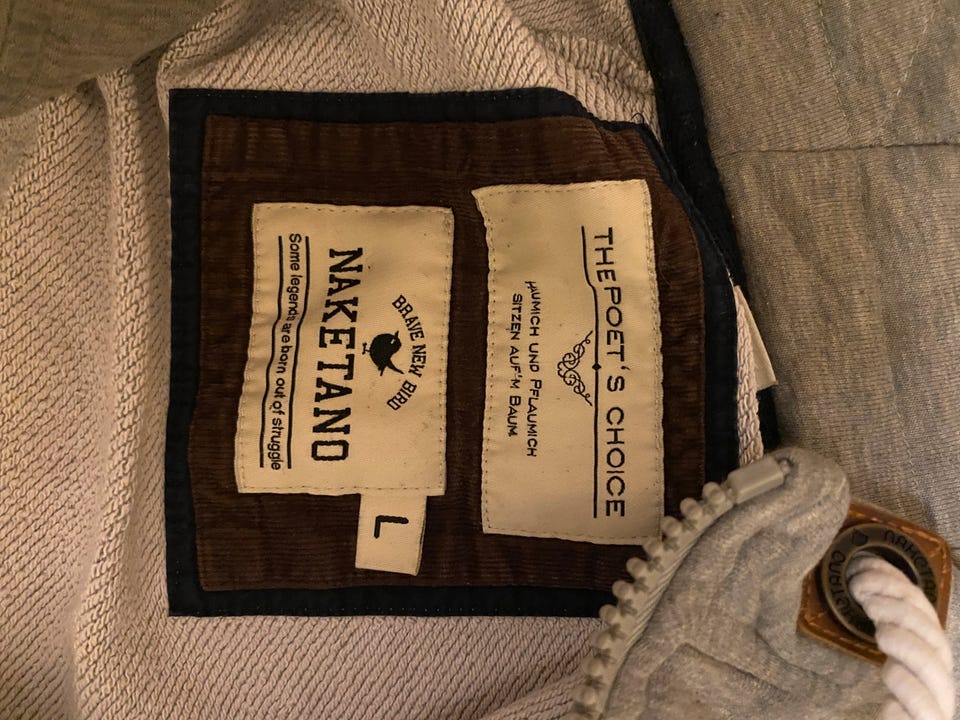 THE POET'S CHOICE
HAUMICH UND PFLAUMICH
SITZEN AUF'M BAUM
BRAVE NEW BIRD
NAKETANO
Some legends are born out of struggle
L
NAKETANO